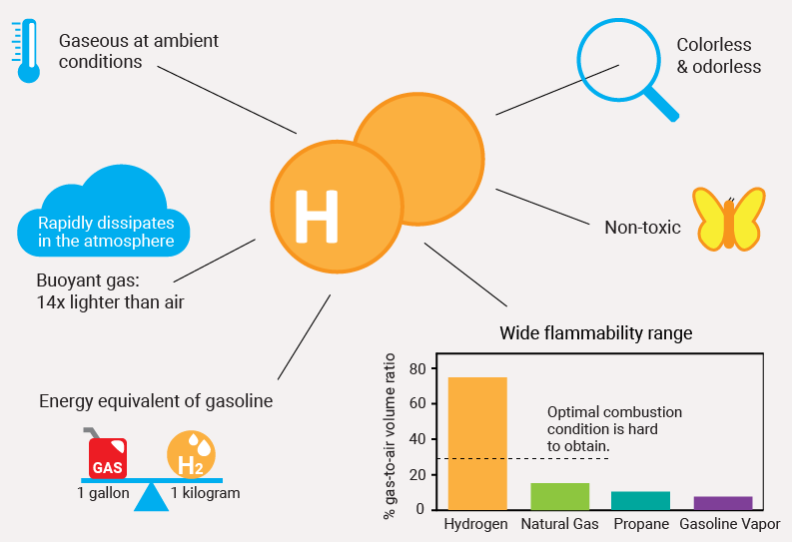 Gaseous at ambient
conditions
Colorless
& odorless
H
Rapidly dissipates
in the atmosphere
Non-toxic
Buoyant gas:
14x lighter than air
Wide flammability range
Energy equivalent of gasoline
GAS
H2
1 gallon
1 kilogram
% gas-to-air volume ratio
80
60
40
20
0
Optimal combustion
condition is hard
to obtain.
Hydrogen
Natural Gas
Propane
Gasoline Vapor